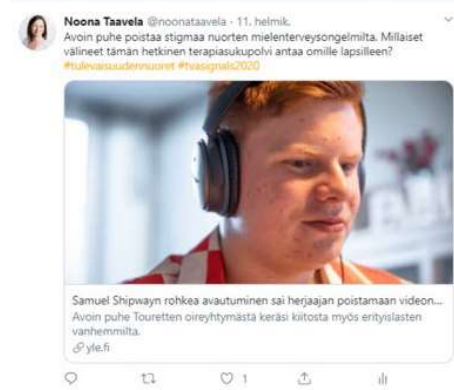 Noona Taavela @noonataavela · 11. helmik.
Avoin puhe poistaa stigmaa nuorten mielenterveysongelmilta. Millaiset
välineet tämän hetkinen terapiasukupolvi antaa omille lapsilleen?
#tulevaisuudennuoret #tvasignals2020
Samuel Shipwayn rohkea avautuminen sai herjaajan poistamaan videon...
Avoin puhe Touretten oireyhtymästä keräsi kiitosta myös erityislasten
vanhemmilta.
yle.fi
1